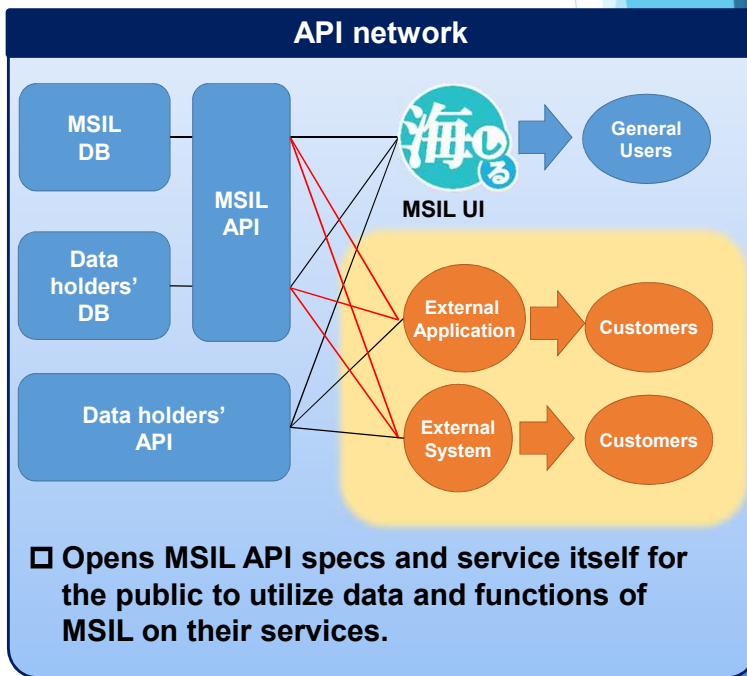 API network
MSIL
DB
MSIL
API
Data
holders'
DB
Data holders'
API
海しる
MSIL UI
General
Users
External
Application
Customers
External
System
Customers
Opens MSIL API specs and service itself for
the public to utilize data and functions of
MSIL on their services.